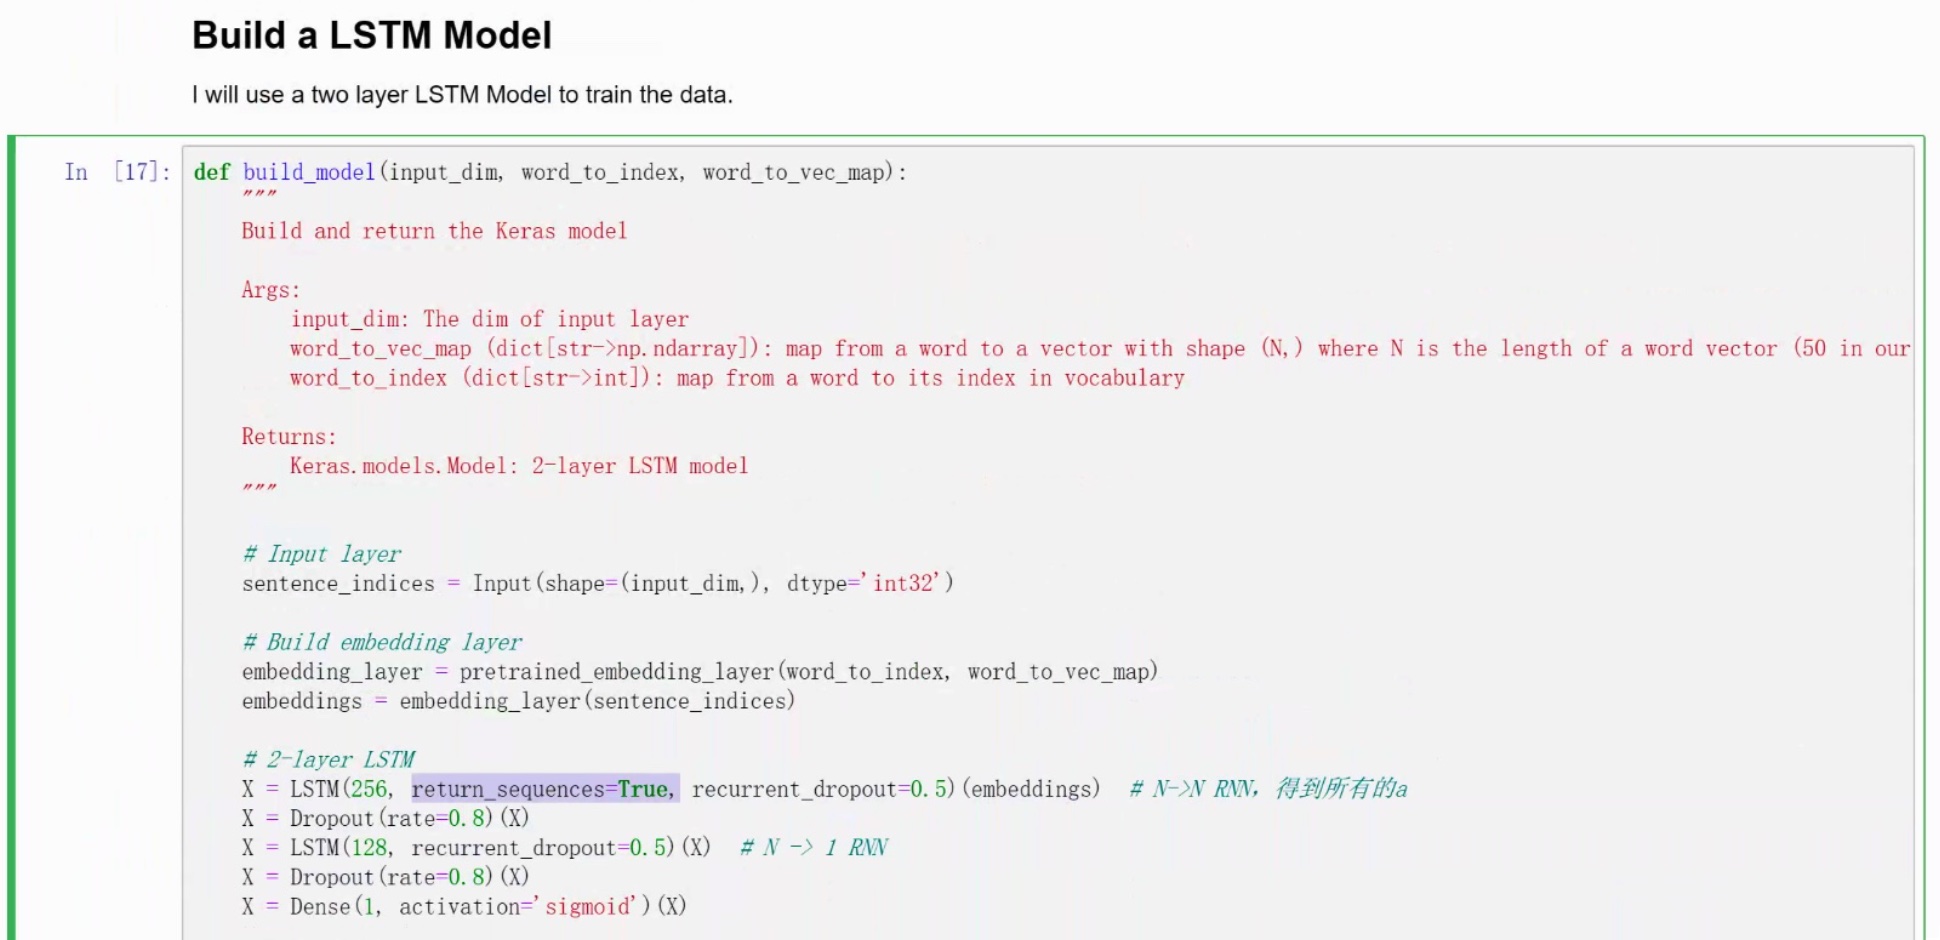 Build a LSTM Model
I will use a two layer LSTM Model to train the data.
In [17]: def build_model(input_dim, word_to_index, word_to_vec_map):
"""
Build and return the Keras model
Args:
input_dim: The dim of input layer
word_to_vec_map (dict[str->np.ndarray]): map from a word to a vector with shape (N,) where N is the length of a word vector (50 in our
word_to_index (dict[str->int]): map from a word to its index in vocabulary
Returns:
Keras.models.Model: 2-layer LSTM model
"""
# Input layer
sentence_indices = Input(shape=(input_dim,), dtype='int32')
# Build embedding layer
embedding_layer = pretrained_embedding_layer(word_to_index, word_to_vec_map)
embeddings = embedding_layer(sentence_indices)
# 2-layer LSTM
X = LSTM(256, return_sequences=True, recurrent_dropout=0.5)(embeddings) # N->N RNN，得到所有的a
X = Dropout(rate=0.8)(X)
X = LSTM(128, recurrent_dropout=0.5)(X) # N -> 1 RNN
X = Dropout(rate=0.8)(X)
X = Dense(1, activation='sigmoid')(X)